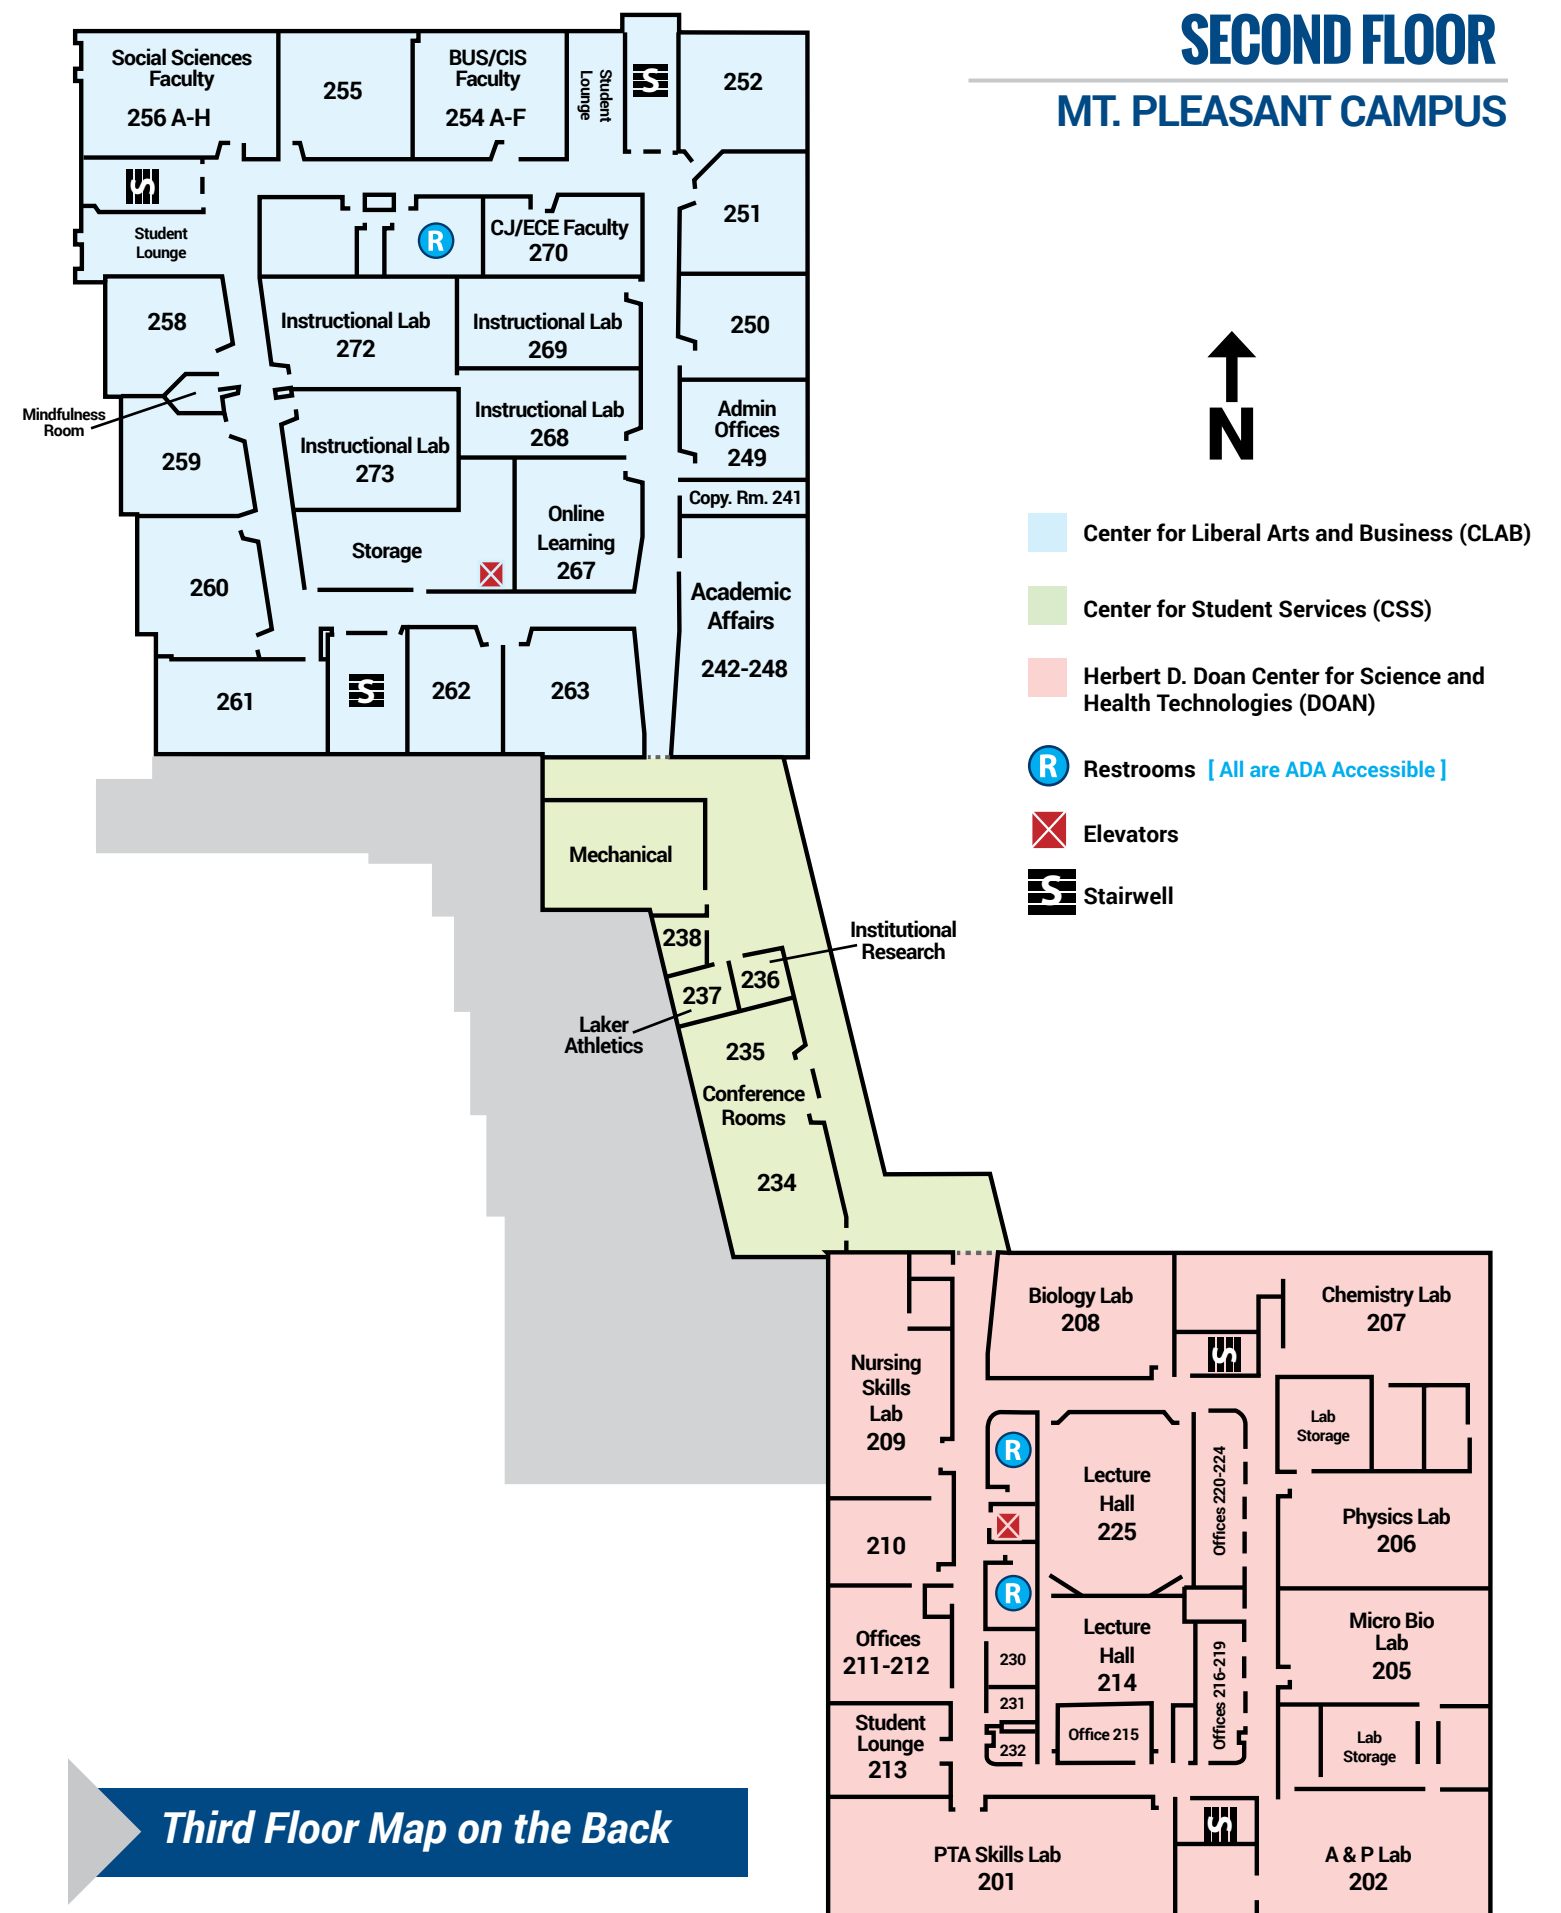 SECOND FLOOR
MT. PLEASANT CAMPUS
Social Sciences
Faculty
256 A-H
255
BUS/CIS
Faculty
254 A-F
Student
Lounge
S
252
S
Student
Lounge
R
CJ/ECE Faculty
270
251
258
Instructional Lab
272
Instructional Lab
269
250
Mindfulness
Room
259
Instructional Lab
273
Instructional Lab
268
Admin
Offices
249
Copy. Rm. 241
Storage
Online
Learning
267
260
Academic
Affairs
242-248
261
S
262
263
N
Center for Liberal Arts and Business (CLAB)
Center for Student Services (CSS)
Herbert D. Doan Center for Science and
Health Technologies (DOAN)
R
Restrooms [ All are ADA Accessible ]
Elevators
S
Stairwell
Mechanical
238
237
236
Institutional
Research
Laker
Athletics
235
Conference
Rooms
234
Biology Lab
208
Chemistry Lab
207
S
Nursing
Skills
Lab
209
R
Lecture
Hall
225
Offices 220-224
Lab
Storage
Physics Lab
206
210
R
Offices
211-212
Lecture
Hall
214
230
231
232
Office 215
Offices 216-219
Micro Bio
Lab
205
Student
Lounge
213
Lab
Storage
S
PTA Skills Lab
201
A & P Lab
202
Third Floor Map on the Back